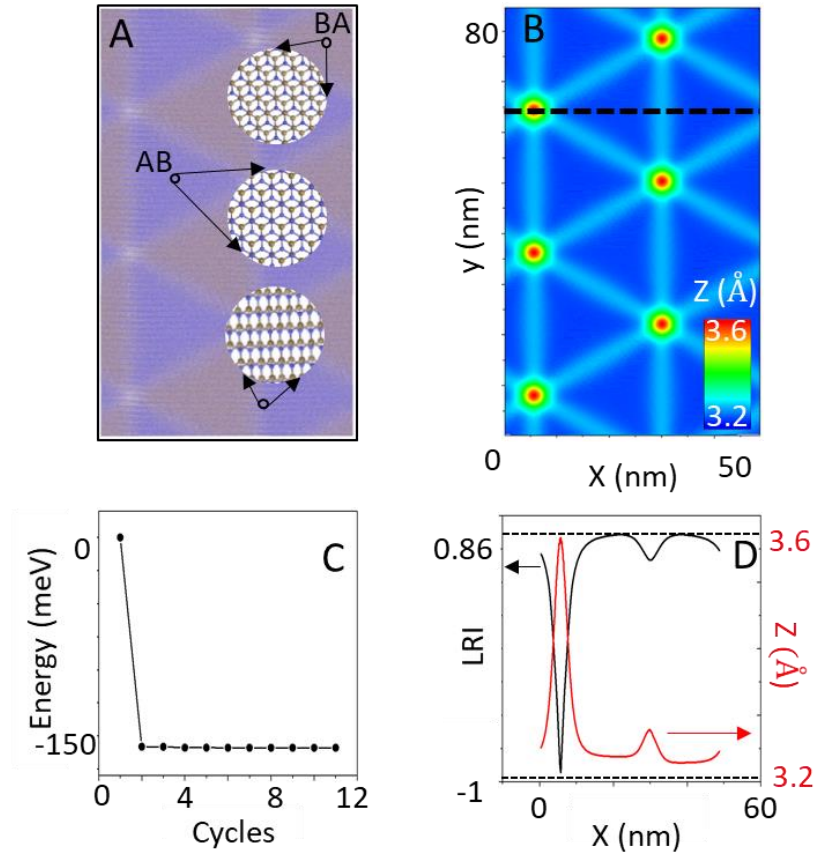 A
BA
AB
B
80
y (nm)
Z (Å)
3.6
3.2
0
50
X (nm)
C
0
Energy (meV)
-150
0
4
8
12
Cycles
D
0.86
LRI
-1
3.6
Z (Å)
3.2
0
60
X (nm)